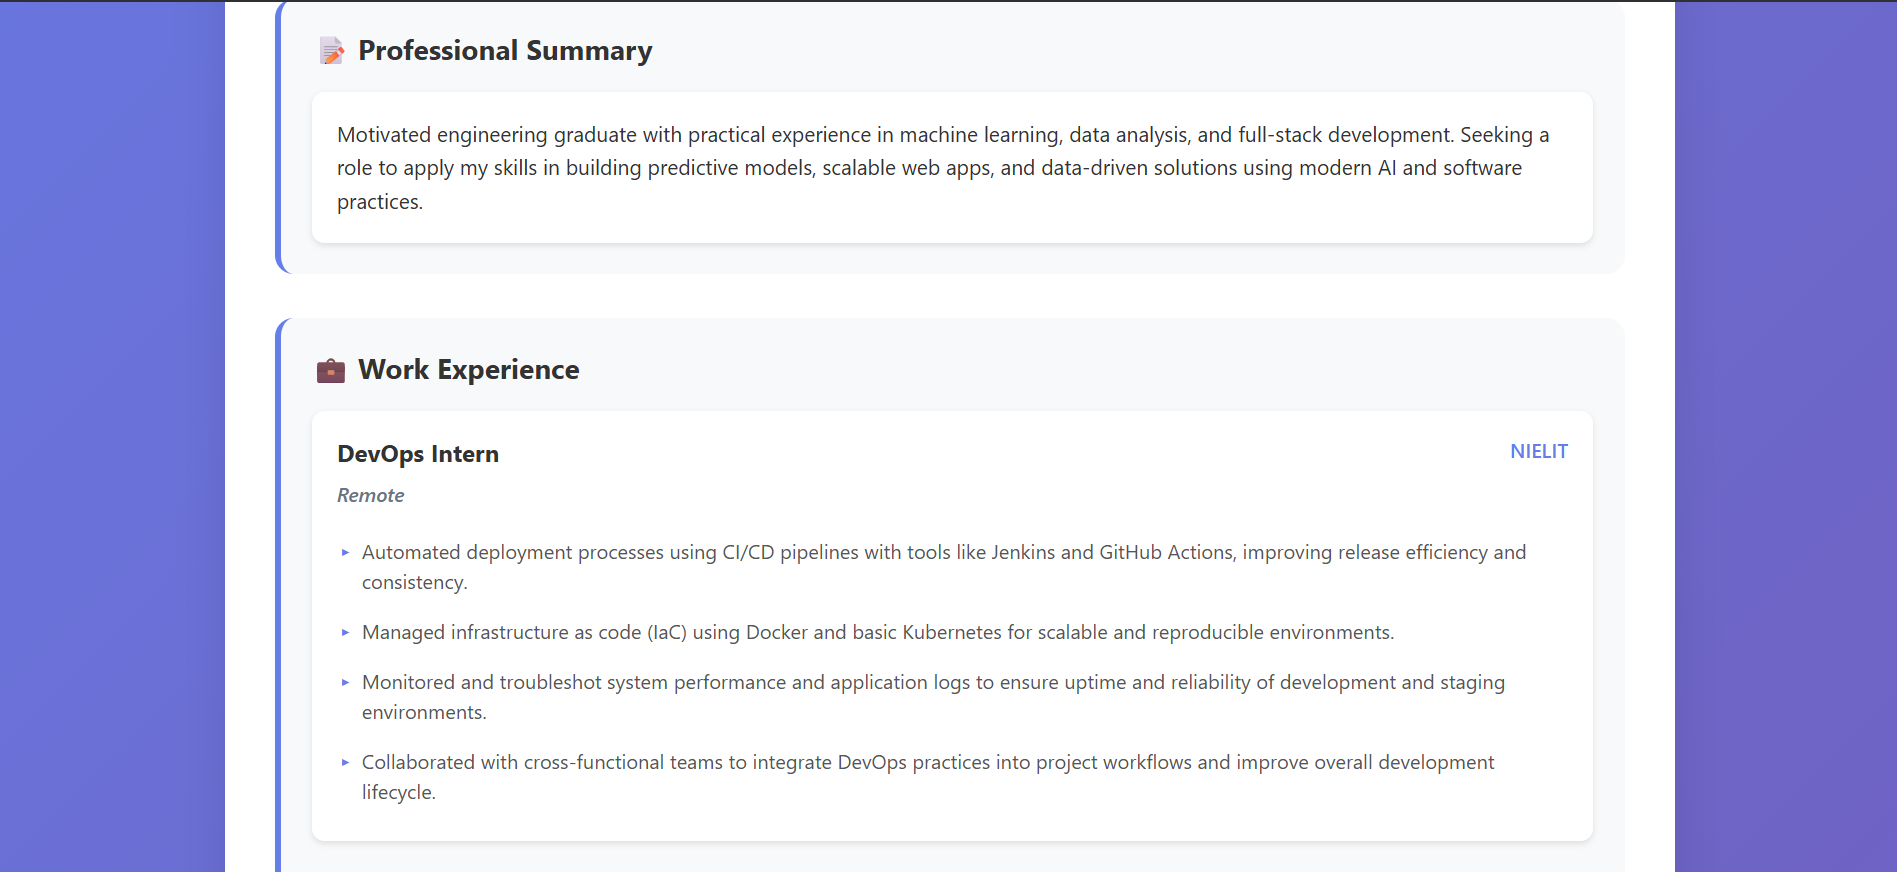 Professional Summary
Motivated engineering graduate with practical experience in machine learning, data analysis, and full-stack development. Seeking a
role to apply my skills in building predictive models, scalable web apps, and data-driven solutions using modern AI and software
practices.
Work Experience
DevOps Intern
NIELIT
Remote
Automated deployment processes using CI/CD pipelines with tools like Jenkins and GitHub Actions, improving release efficiency and
consistency.
Managed infrastructure as code (IaC) using Docker and basic Kubernetes for scalable and reproducible environments.
Monitored and troubleshot system performance and application logs to ensure uptime and reliability of development and staging
environments.
Collaborated with cross-functional teams to integrate DevOps practices into project workflows and improve overall development
lifecycle.